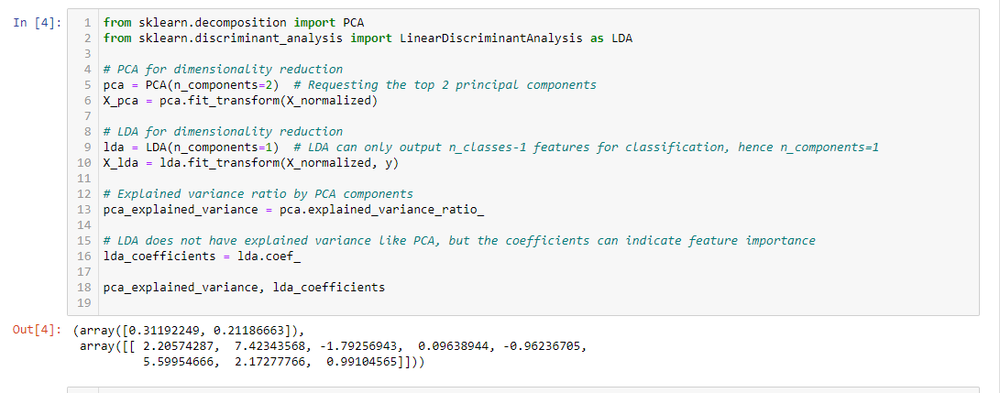 In [4]:
1 from sklearn.decomposition import PCA
2 from sklearn.discriminant_analysis import LinearDiscriminantAnalysis as LDA
3
4 # PCA for dimensionality reduction
5 pca = PCA(n_components=2)  # Requesting the top 2 principal components
6 X_pca = pca.fit_transform(X_normalized)
7
8 # LDA for dimensionality reduction
9 lda = LDA(n_components=1)  # LDA can only output n_classes-1 features for classification, hence n_components=1
10 X_lda = lda.fit_transform(X_normalized, y)
11
12 # Explained variance ratio by PCA components
13 pca_explained_variance = pca.explained_variance_ratio_
14
15 # LDA does not have explained variance like PCA, but the coefficients can indicate feature importance
16 lda_coefficients = lda.coef_
17
18 pca_explained_variance, lda_coefficients
19
Out[4]: (array([0.31192249, 0.21186663]),
 array([[ 2.20574287,  7.42343568, -1.79256943,  0.09638944, -0.96236705,
          5.59954666,  2.17277766,  0.99104565]]))